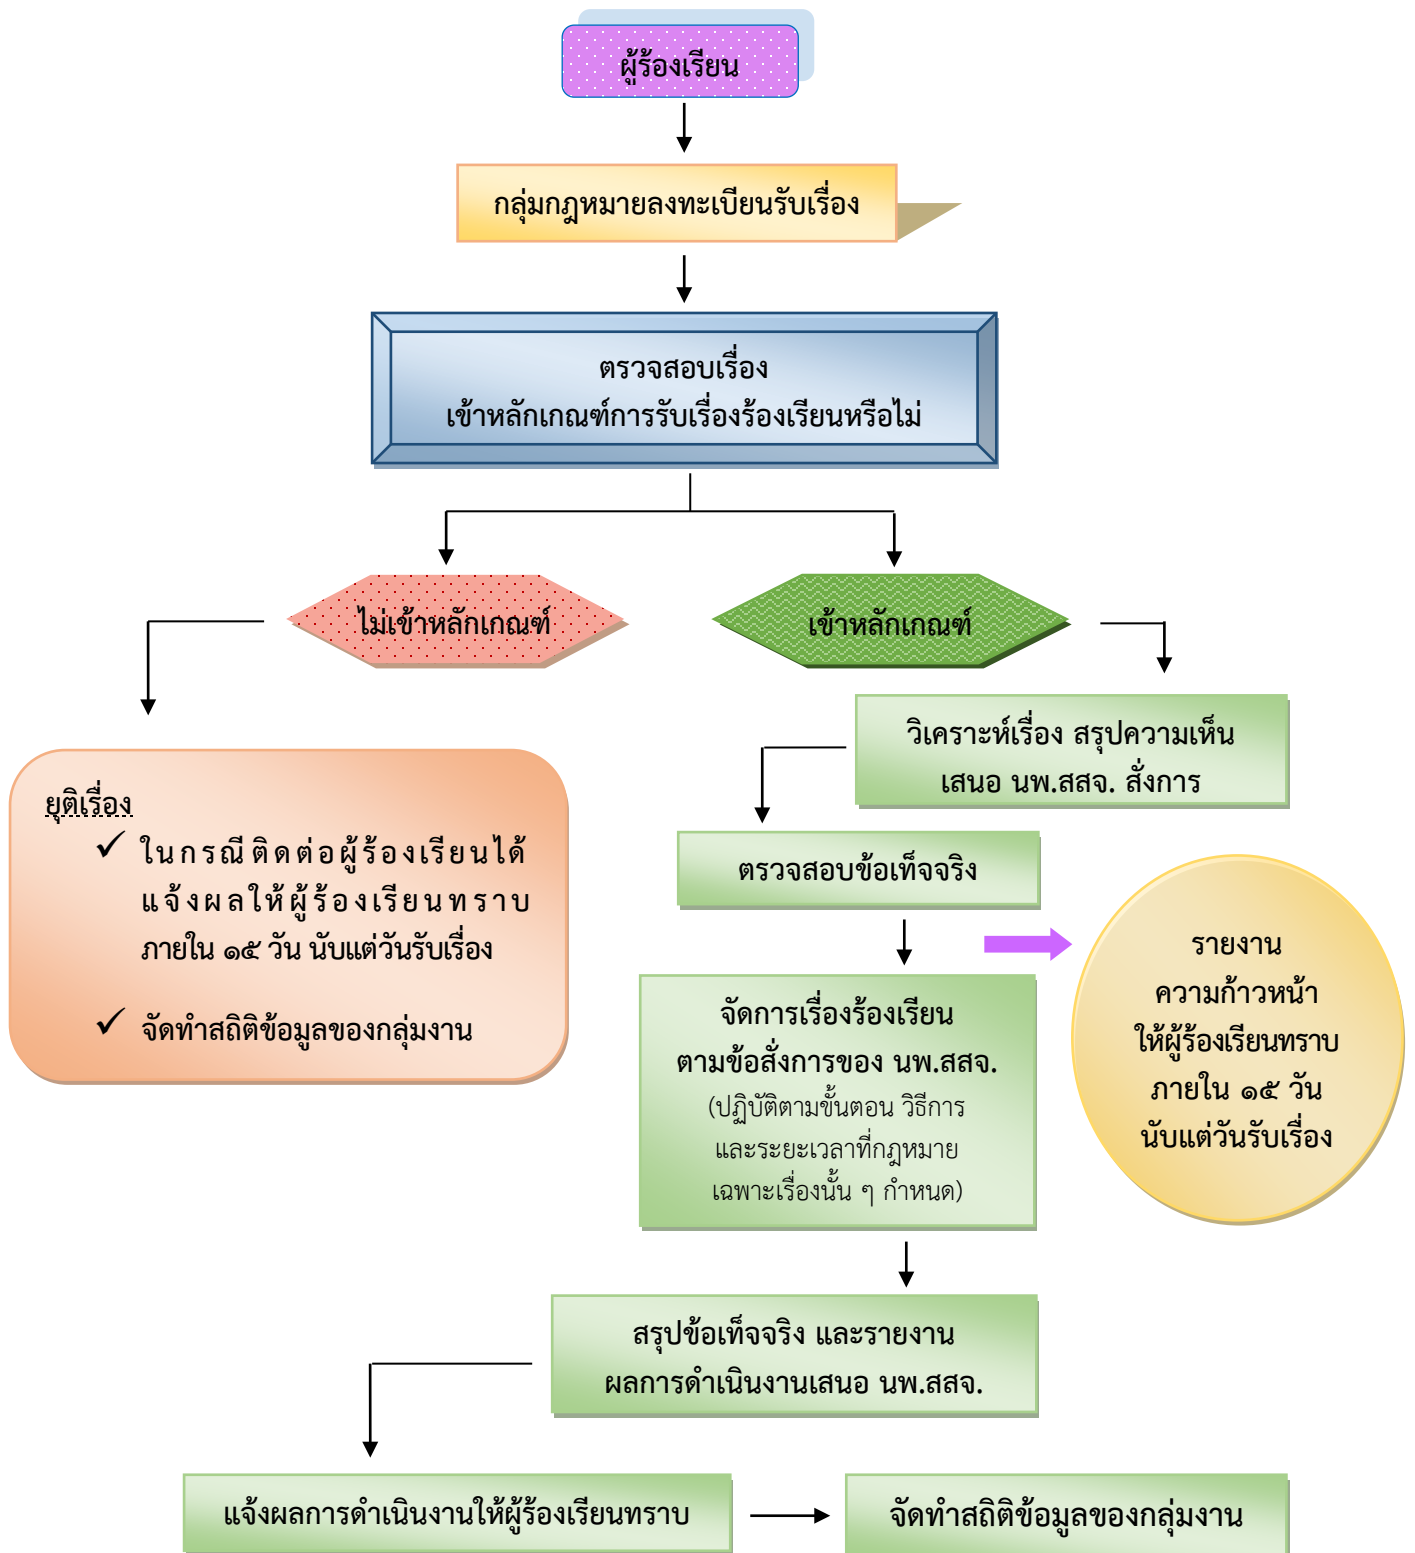 ผู้ร้องเรียน
กลุ่มกฎหมายลงทะเบียนรับเรื่อง
ตรวจสอบเรื่อง
เข้าหลักเกณฑ์การรับเรื่องร้องเรียนหรือไม่
ไม่เข้าหลักเกณฑ์
เข้าหลักเกณฑ์
วิเคราะห์เรื่อง สรุปความเห็น
เสนอ นพ.สสจ. สั่งการ
ยุติเรื่อง
✓ ในกรณีติดต่อผู้ร้องเรียนได้
แจ้งผลให้ผู้ร้องเรียนทราบ
ภายใน ๑๕ วัน นับแต่วันรับเรื่อง
✓ จัดทำสถิติข้อมูลของกลุ่มงาน
ตรวจสอบข้อเท็จจริง
รายงาน
ความก้าวหน้า
ให้ผู้ร้องเรียนทราบ
ภายใน ๑๕ วัน
นับแต่วันรับเรื่อง
จัดการเรื่องร้องเรียน
ตามข้อสั่งการของ นพ.สสจ.
(ปฏิบัติตามขั้นตอน วิธีการ
และระยะเวลาที่กฎหมาย
เฉพาะเรื่องนั้น ๆ กำหนด)
สรุปข้อเท็จจริง และรายงาน
ผลการดำเนินงานเสนอ นพ.สสจ.
แจ้งผลการดำเนินงานให้ผู้ร้องเรียนทราบ
จัดทำสถิติข้อมูลของกลุ่มงาน